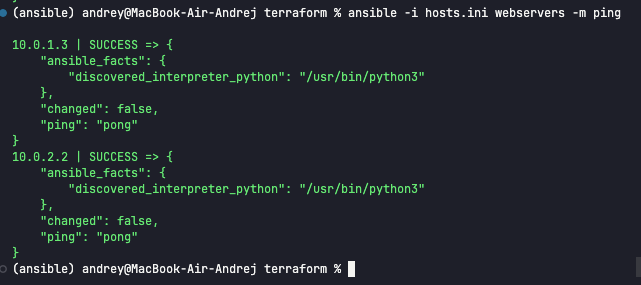 (ansible) andrey@MacBook-Air-Andrej terraform % ansible -i hosts.ini webservers -m ping
10.0.1.3 | SUCCESS => {
    "ansible_facts": {
        "discovered_interpreter_python": "/usr/bin/python3"
    },
    "changed": false,
    "ping": "pong"
}
10.0.2.2 | SUCCESS => {
    "ansible_facts": {
        "discovered_interpreter_python": "/usr/bin/python3"
    },
    "changed": false,
    "ping": "pong"
}
(ansible) andrey@MacBook-Air-Andrej terraform %